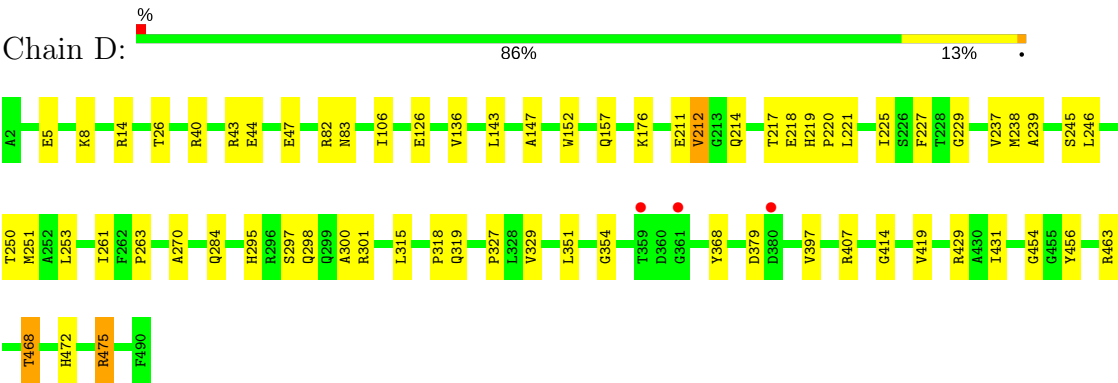 %
Chain D:
86% 13% •
A2 E5 K8 R14 T26 R40 R43 E44 E47 R82 N83 I106 E126 V136 L143 A147 W152 Q157 K176 E211 V212 G213 Q214 T217 E218 H219 P220 L221 I225 S226 F227 T228 G229 V237 M238 A239 S245 L246
T250 M251 A252 L253 I261 F262 P263 A270 Q284 H295 R296 S297 Q298 Q299 A300 R301 L315 P318 Q319 P327 L328 V329 L351 G354 T359 D360 G361 Y368 D379 D380 V397 R407 G414 V419 R429 A430 I431 G454 G455 Y456 R463
T468 H472 R475 F490